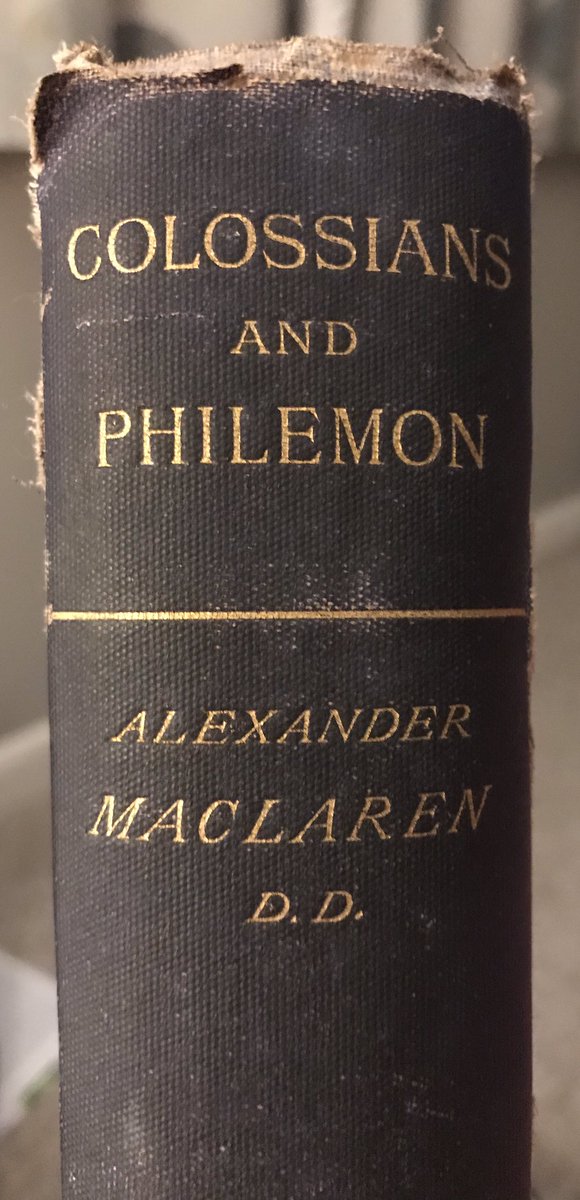 COLOSSIANS
AND
PHILEMON
ALEXANDER
MACLAREN
D. D.